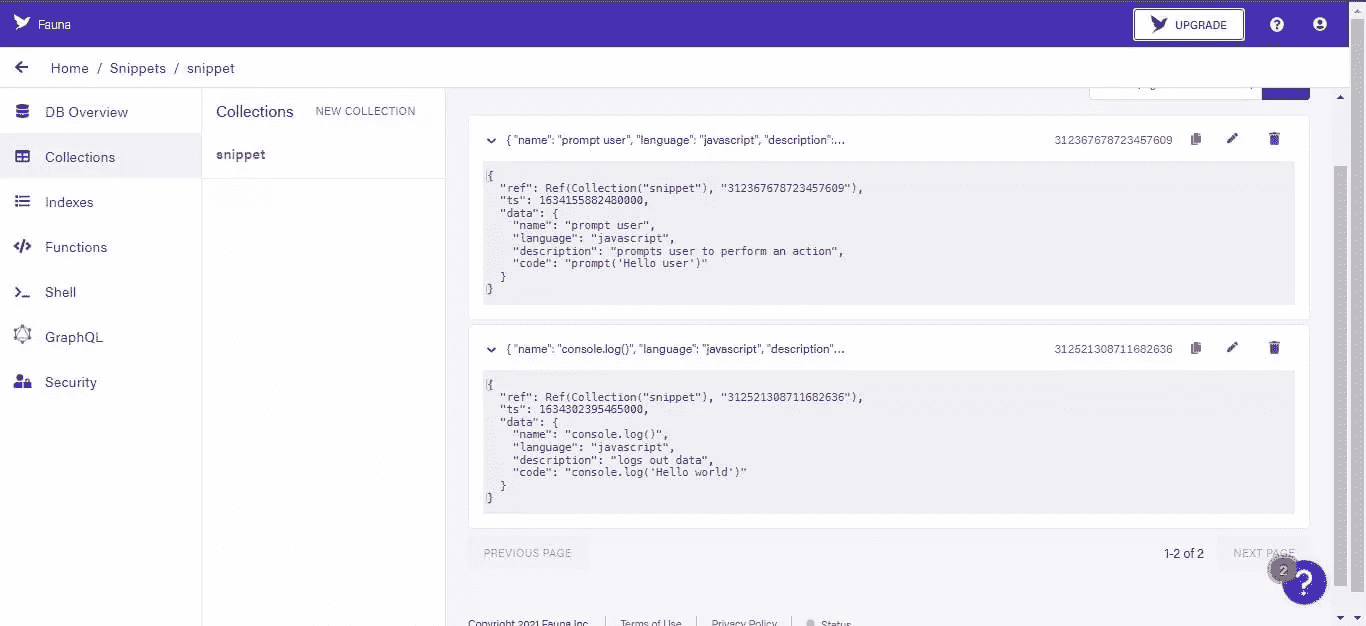 Fauna
UPGRADE
Home / Snippets / snippet
DB Overview
Collections
Indexes
Functions
Shell
GraphQL
Security
Collections NEW COLLECTION
snippet
{ "name": "prompt user", "language": "javascript", "description":... 312367678723457609
{
"ref": Ref(Collection("snippet"), "312367678723457609"),
"ts": 1634155882480000,
"data": {
"name": "prompt user",
"language": "javascript",
"description": "prompts user to perform an action",
"code": "prompt('Hello user')"
}
}
{ "name": "console.log()", "language": "javascript", "description"... 312521308711682636
{
"ref": Ref(Collection("snippet"), "312521308711682636"),
"ts": 1634302395465000,
"data": {
"name": "console.log()",
"language": "javascript",
"description": "logs out data",
"code": "console.log('Hello world')"
}
}
PREVIOUS PAGE 1-2 of 2 NEXT PAGE
2
?
Copyright 2021 Fauna Inc. Terms of Use Privacy Policy Status